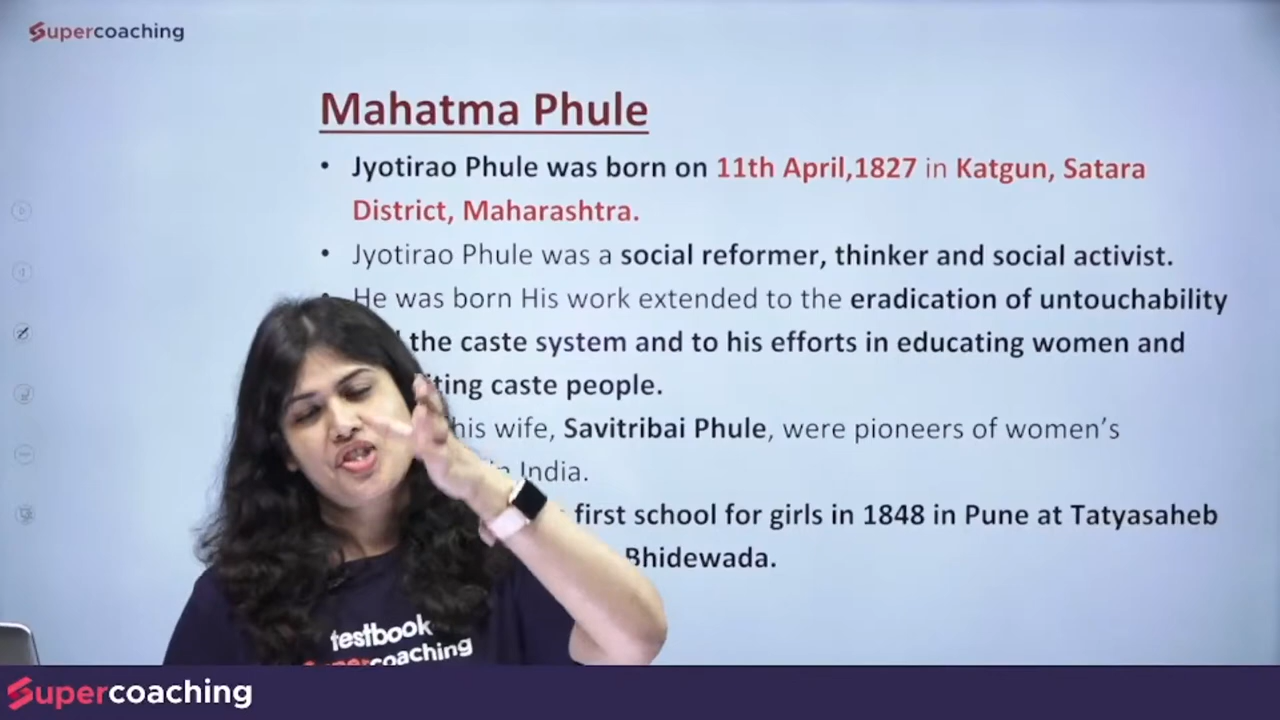 Supercoaching
Mahatma Phule
• Jyotirao Phule was born on 11th April,1827 in Katgun, Satara
District, Maharashtra.
• Jyotirao Phule was a social reformer, thinker and social activist.
He was born His work extended to the eradication of untouchability
the caste system and to his efforts in educating women and
caste people.
his wife, Savitribai Phule, were pioneers of women's
India.
first school for girls in 1848 in Pune at Tatyasaheb
Bhidewada.
testbook
Supercoaching
Supercoaching